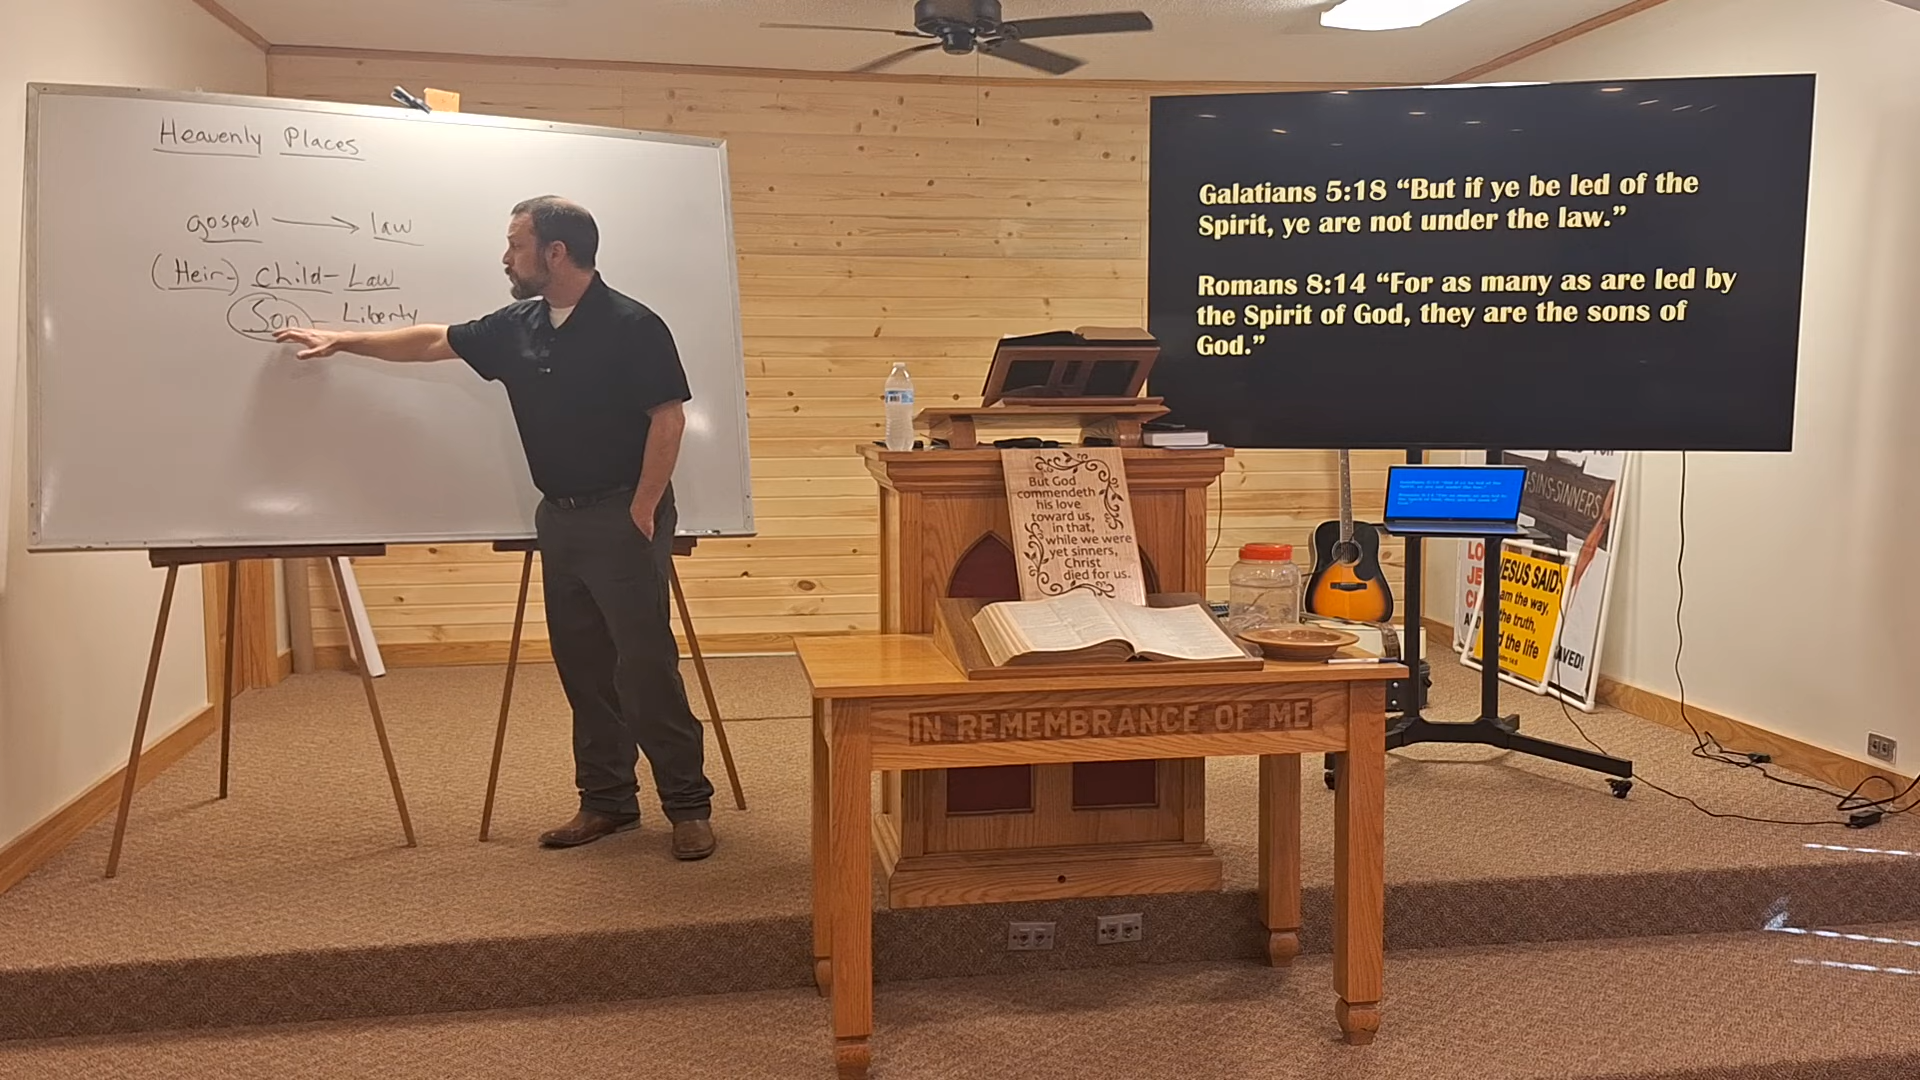 Heavenly Places
gospel → law
(Heir-) Child - Law
Son - Liberty
Galatians 5:18 “But if ye be led of the
Spirit, ye are not under the law.”
Romans 8:14 “For as many as are led by
the Spirit of God, they are the sons of
God.”
But God
commendeth
his love
toward us,
in that,
while we were
yet sinners,
Christ
died for us.
IN REMEMBRANCE OF ME
SINS-SINNERS
JESUS SAID:
am the way,
the truth,
the life